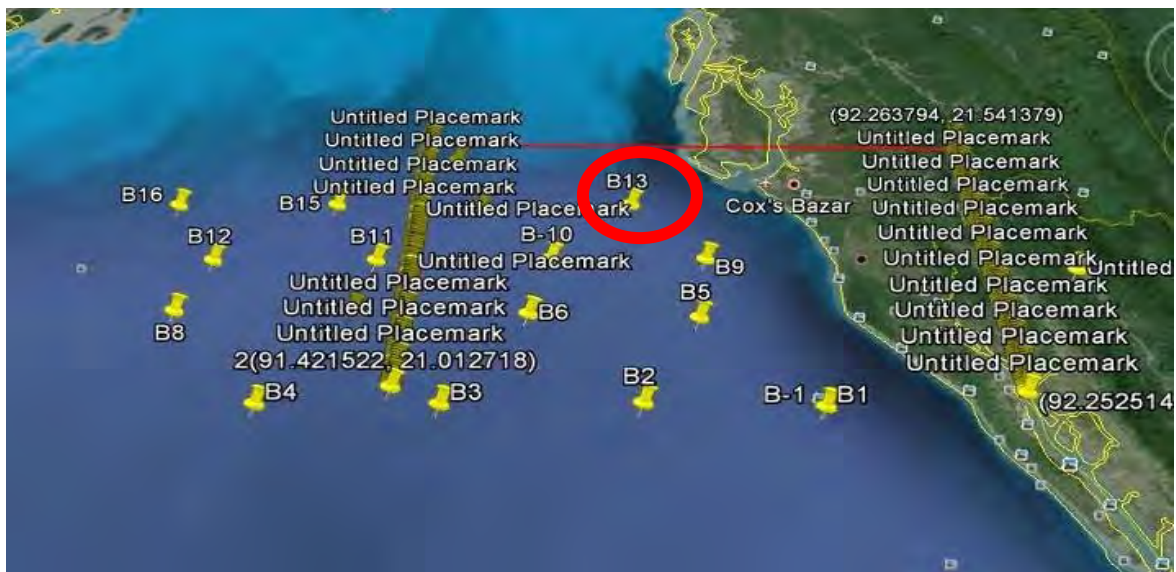 Untitled Placemark
(92.263794, 21.541379)
Untitled Placemark
Untitled Placemark
Untitled Placemark
Untitled Placemark
Untitled Placemark
Untitled Placemark
B16
B15
Untitled Placemark
B13
Cox's Bazar
Untitled Placemark
B12
B11
B-10
B9
Untitled Placemark
Untitled Placemark
Untitled Placemark
Untitled
Untitled Placemark
Untitled Placemark
B8
Untitled Placemark
B6
B5
Untitled Placemark
Untitled Placemark
Untitled Placemark
2(91.421522, 21.012718)
Untitled Placemark
B4
B3
B2
B-1
B1
(92.252514